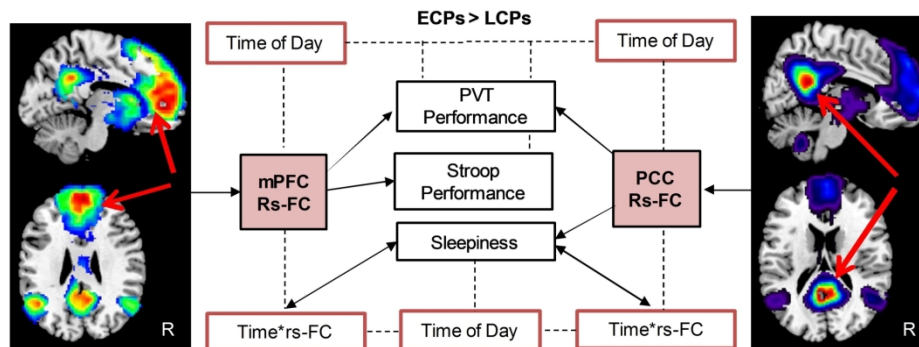 ECPs > LCPs
Time of Day
Time of Day
PVT
Performance
mPFC
Rs-FC
Stroop
Performance
PCC
Rs-FC
Sleepiness
R
Time*rs-FC
Time of Day
Time*rs-FC
R